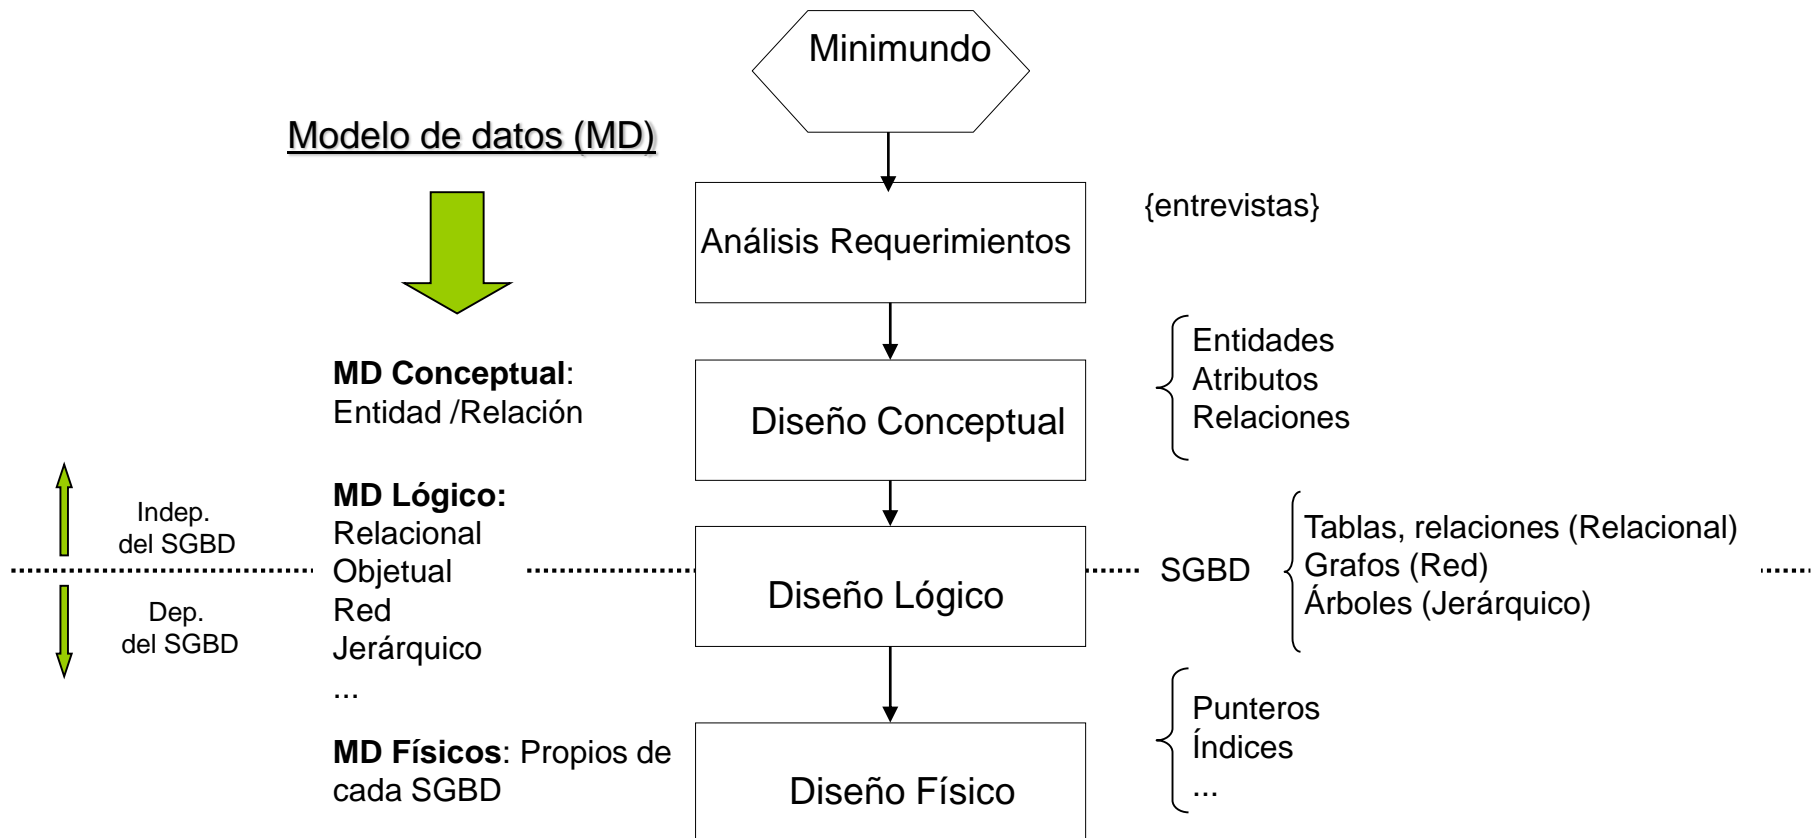 Minimundo
Modelo de datos (MD)
{entrevistas}
Análisis Requerimientos
MD Conceptual:
Entidad /Relación
Diseño Conceptual
Entidades
Atributos
Relaciones
Indep.
del SGBD
Dep.
del SGBD
MD Lógico:
Relacional
Objetual
Red
Jerárquico
...
Diseño Lógico
SGBD
Tablas, relaciones (Relacional)
Grafos (Red)
Árboles (Jerárquico)
MD Físicos: Propios de
cada SGBD
Diseño Físico
Punteros
Índices
...